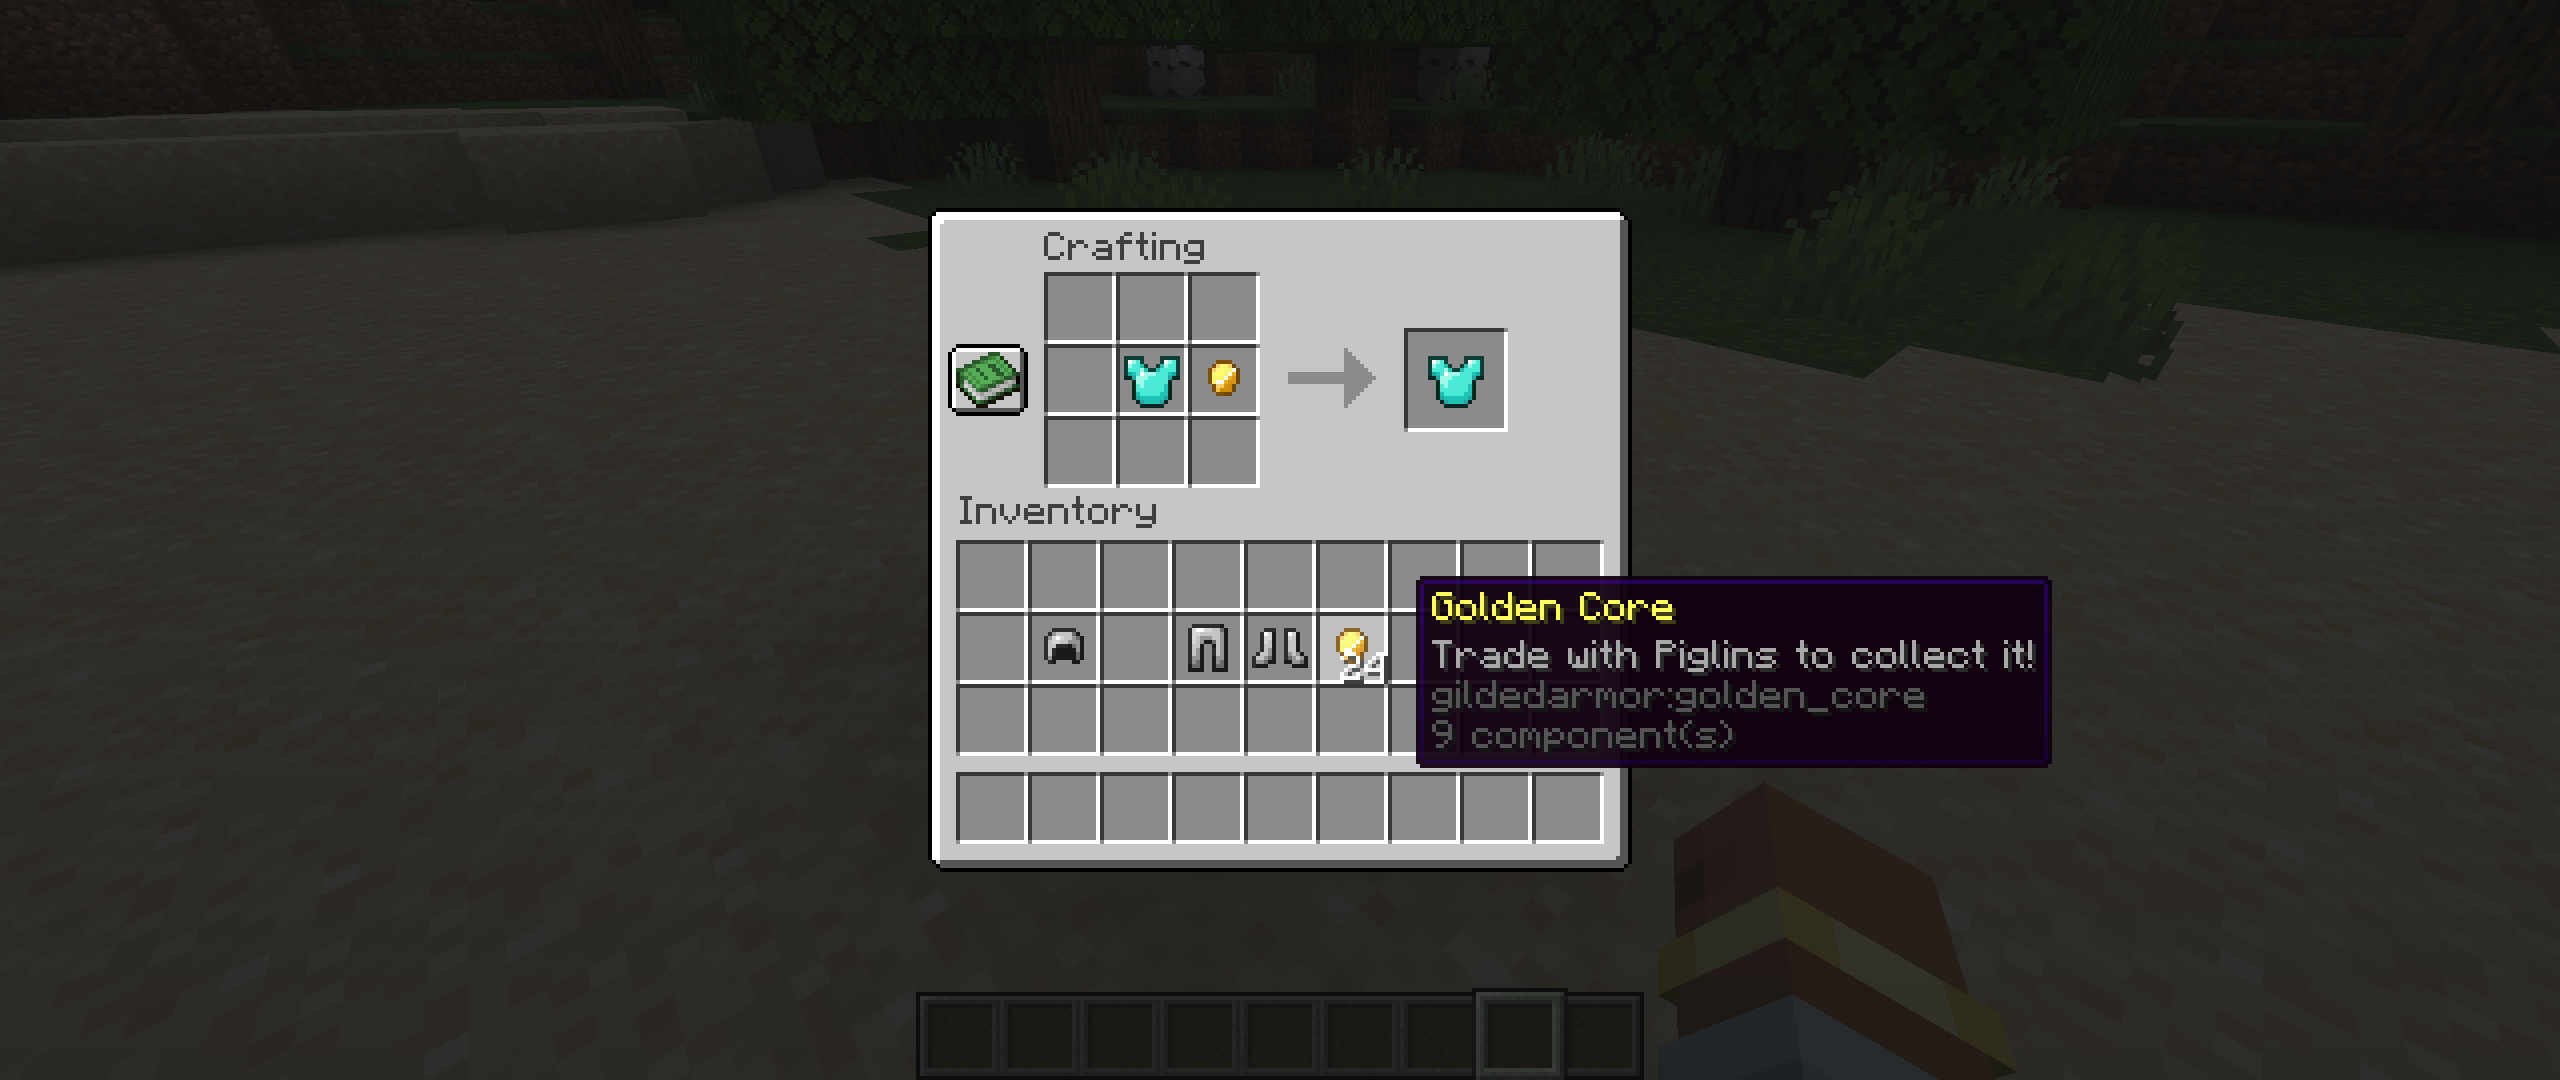 Crafting
Inventory
Golden Core
Trade with Piglins to collect it!
gildedarmor:golden_core
9 component(s)